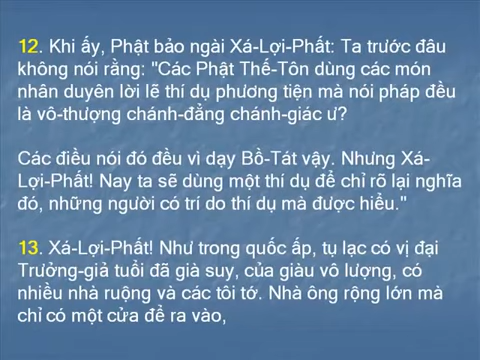 12. Khi ấy, Phật bảo ngài Xá-Lợi-Phất: Ta trước đâu
không nói rằng: "Các Phật Thế-Tôn dùng các món
nhân duyên lời lẽ thí dụ phương tiện mà nói pháp đều
là vô-thượng chánh-đẳng chánh-giác ư?
Các điều nói đó đều vì dạy Bồ-Tát vậy. Nhưng Xá-
Lợi-Phất! Nay ta sẽ dùng một thí dụ để chỉ rõ lại nghĩa
đó, những người có trí do thí dụ mà được hiểu."
13. Xá-Lợi-Phất! Như trong quốc ấp, tụ lạc có vị đại
Trưởng-giả tuổi đã già suy, của giàu vô lượng, có
nhiều nhà ruộng và các tôi tớ. Nhà ông rộng lớn mà
chỉ có một cửa để ra vào,